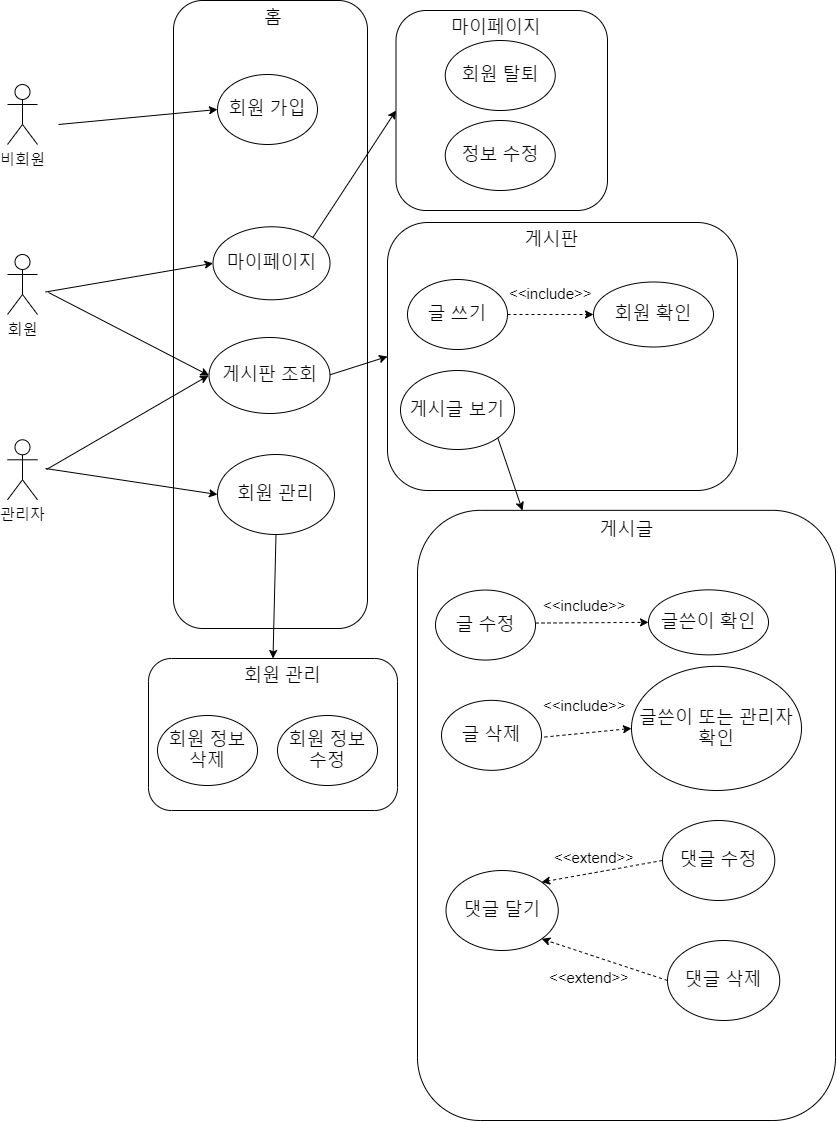 홈
회원 가입
비회원
마이페이지
회원 탈퇴
정보 수정
마이페이지
회원
게시판 조회
게시판
글 쓰기
<<include>>
회원 확인
게시글 보기
관리자
회원 관리
게시글
글 수정
<<include>>
글쓴이 확인
글 삭제
<<include>>
글쓴이 또는 관리자
확인
회원 관리
회원 정보
삭제
회원 정보
수정
댓글 달기
<<extend>>
댓글 수정
<<extend>>
댓글 삭제